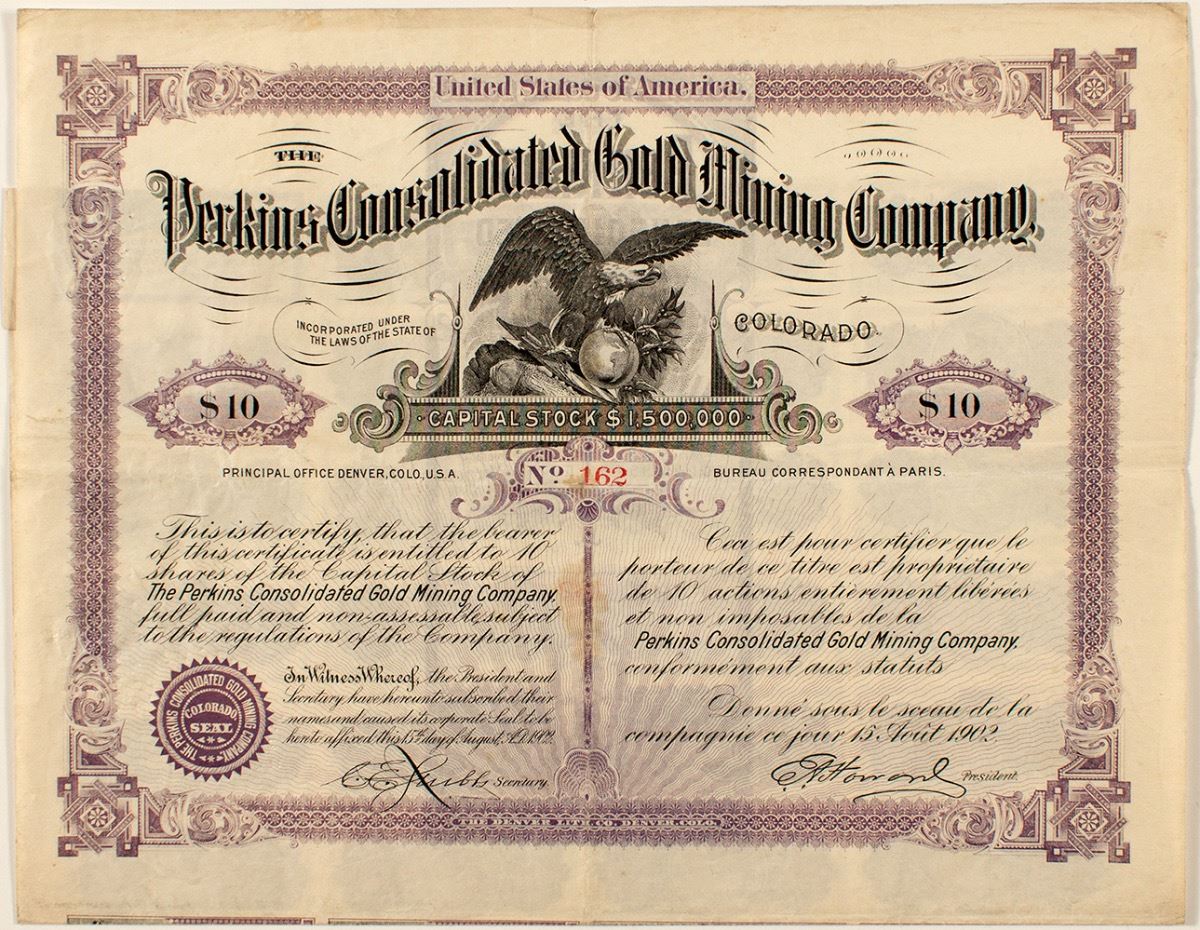 United States of America.
THE
Perkins Consolidated Gold Mining Company.
INCORPORATED UNDER
THE LAWS OF THE STATE OF
COLORADO.
$10
$10
CAPITAL STOCK $1,500,000
PRINCIPAL OFFICE DENVER, COLO, U.S.A.
No 162
BUREAU CORRESPONDANT À PARIS.
This is to certify, that the bearer
of this certificate is entitled to 10
shares of the Capital Stock of
The Perkins Consolidated Gold Mining Company.
full paid and non-assessable subject
to the regulations of the Company.
In Witness Whereof, the President and
Secretary have hereunto subscribed their
names and caused its corporate Seal to be
hereto affixed this 15th day of August, A.D. 1902.
Secretary.
THE PERKINS CONSOLIDATED GOLD MINING COMPANY.
COLORADO
SEAL
Ceci est pour certifier que le
porteur de ce titre est propriétaire
de 10 actions entièrement libérées
et non imposables de la
Perkins Consolidated Gold Mining Company.
conformément aux statuts
Donné sous le sceau de la
compagnie ce jour 15 Août 1902.
President.
THE DENVER CO. DENVER, COLO.